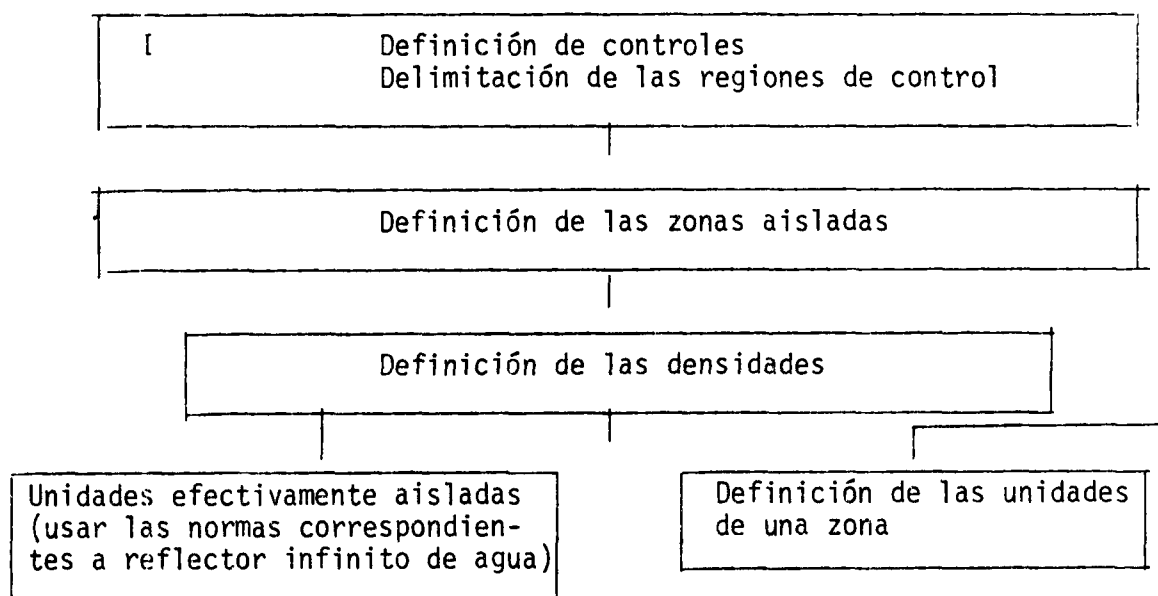 I Definición de controles
Delimitación de las regiones de control
Definición de las zonas aisladas
Definición de las densidades
Unidades efectivamente aisladas
(usar las normas correspondien-
tes a reflector infinito de agua)
Definición de las unidades
de una zona